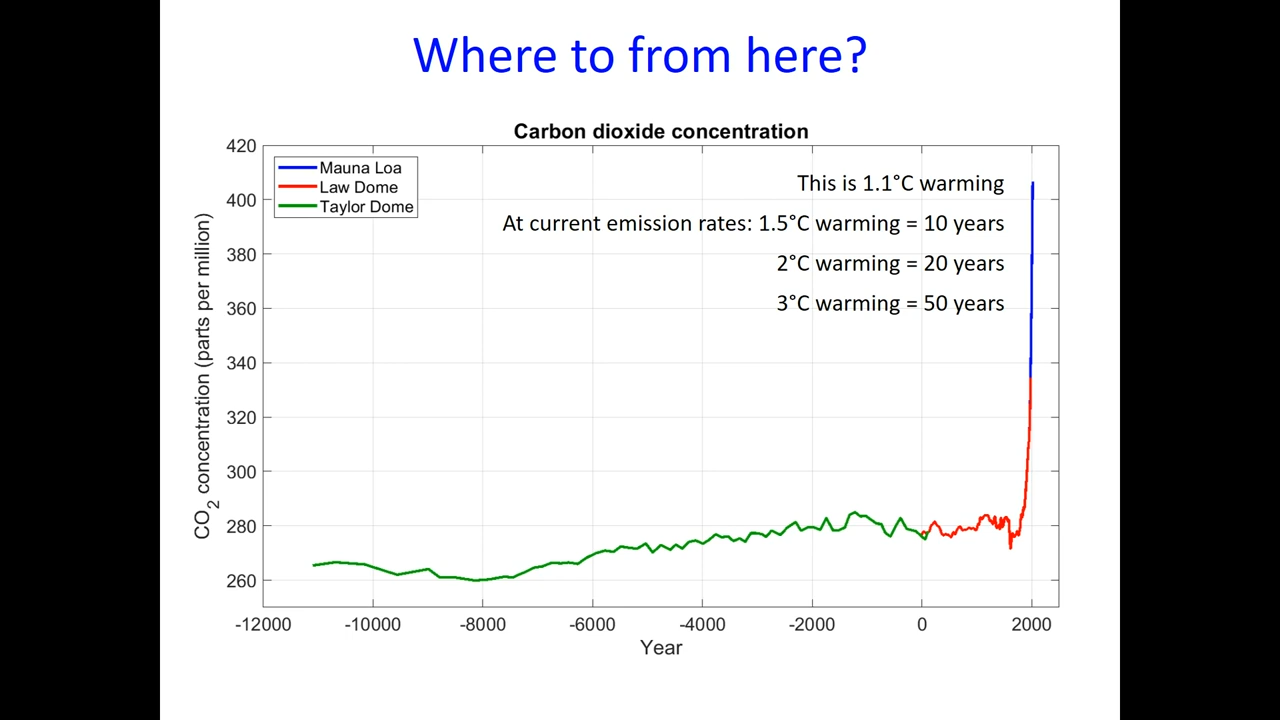 Where to from here?
Carbon dioxide concentration
420
400
380
360
340
320
300
280
260
CO2 concentration (parts per million)
Mauna Loa
Law Dome
Taylor Dome
This is 1.1°C warming
At current emission rates: 1.5°C warming = 10 years
2°C warming = 20 years
3°C warming = 50 years
-12000 -10000 -8000 -6000 -4000 -2000 0 2000
Year